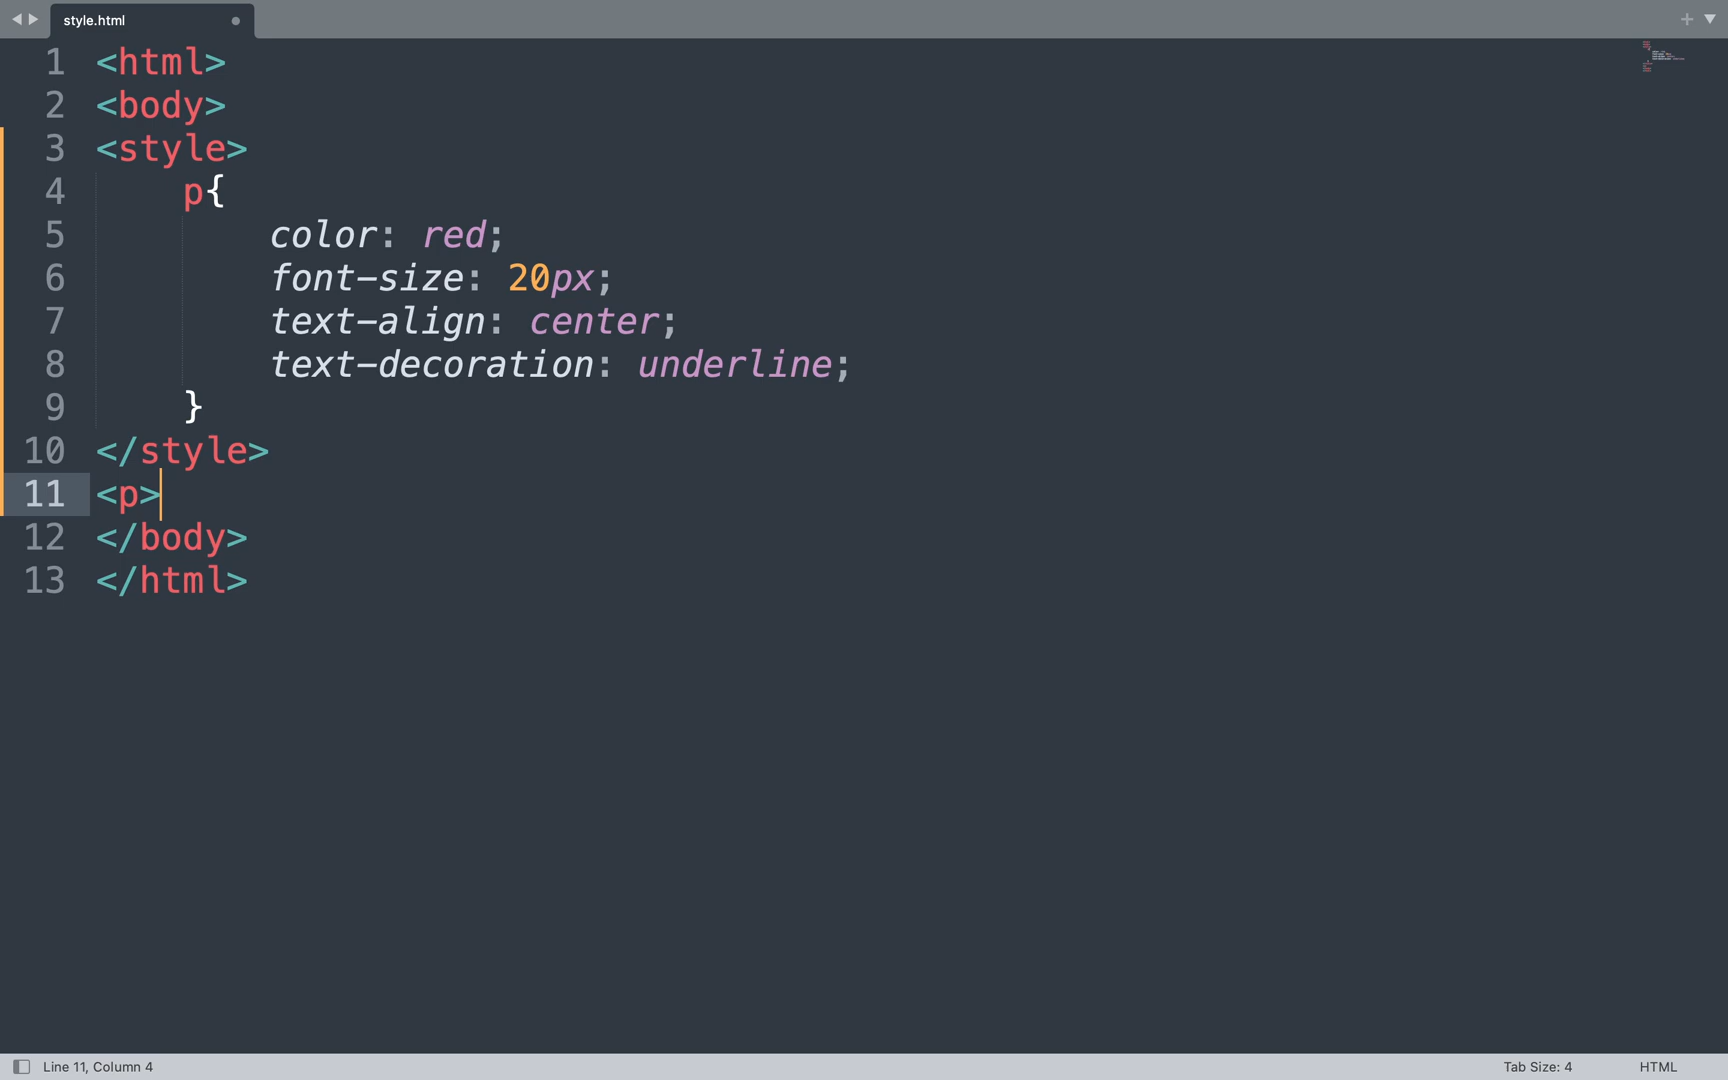 style.html
1 <html>
2 <body>
3 <style>
4 p{
5 color: red;
6 font-size: 20px;
7 text-align: center;
8 text-decoration: underline;
9 }
10 </style>
11 <p>
12 </body>
13 </html>
Line 11, Column 4 Tab Size: 4 HTML